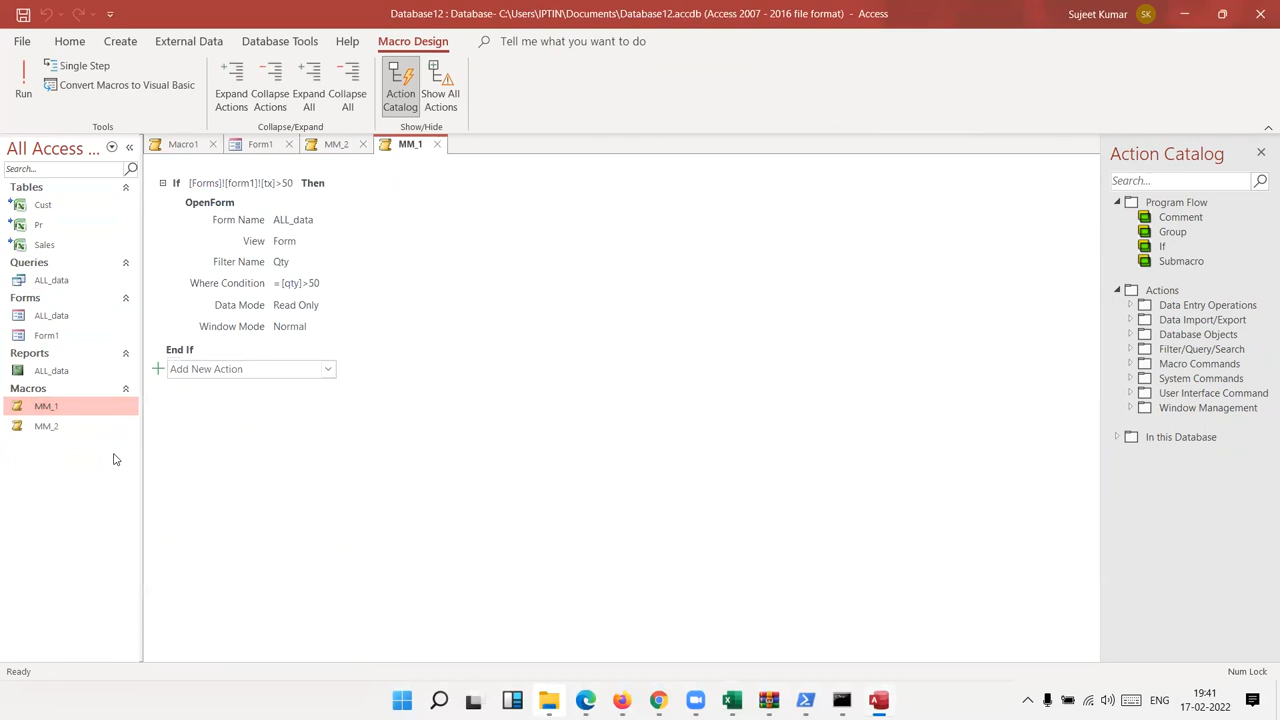 Database12 : Database- C:\Users\IPTIN\Documents\Database12.accdb (Access 2007 - 2016 file format) - Access
Sujeet Kumar
SK
File
Home
Create
External Data
Database Tools
Help
Macro Design
Tell me what you want to do
Run
Single Step
Convert Macros to Visual Basic
Tools
Expand Actions
Collapse Actions
Expand All
Collapse All
Collapse/Expand
Action Catalog
Show All Actions
Show/Hide
All Access ...
Search...
Tables
Cust
Pr
Sales
Queries
ALL_data
Forms
ALL_data
Form1
Reports
ALL_data
Macros
MM_1
MM_2
Macro1
Form1
MM_2
MM_1
If [Forms]![form1]![tx]>50 Then
OpenForm
Form Name ALL_data
View Form
Filter Name Qty
Where Condition = [qty]>50
Data Mode Read Only
Window Mode Normal
End If
Add New Action
Action Catalog
Search...
Program Flow
Comment
Group
If
Submacro
Actions
Data Entry Operations
Data Import/Export
Database Objects
Filter/Query/Search
Macro Commands
System Commands
User Interface Command
Window Management
In this Database
Ready
Num Lock
ENG
19:41
17-02-2022